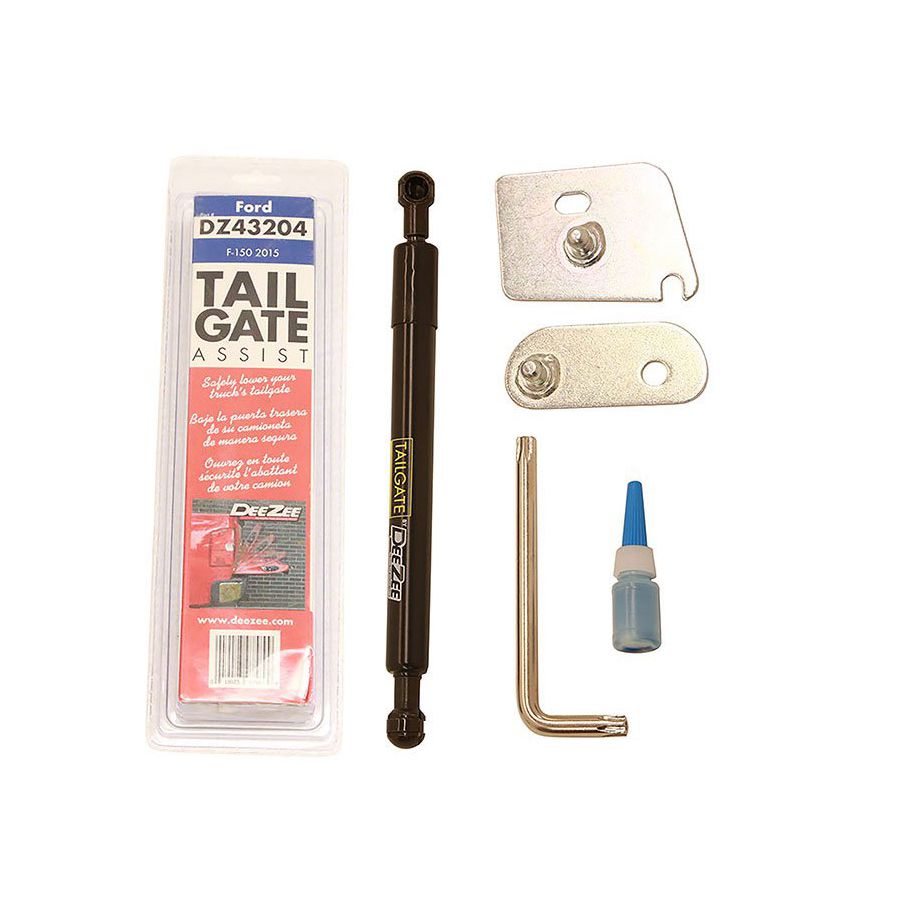 Ford
Part #
DZ43204
F-150 2015
TAIL
GATE
ASSIST
Safely lower your
truck's tailgate
Baje la puerta trasera
de su camioneta
de manera segura
Ouvrez en toute
sécurité l'abattant
de votre camion
DEEZEE
www.deezee.com
TAILGATE
BY
DEEZEE